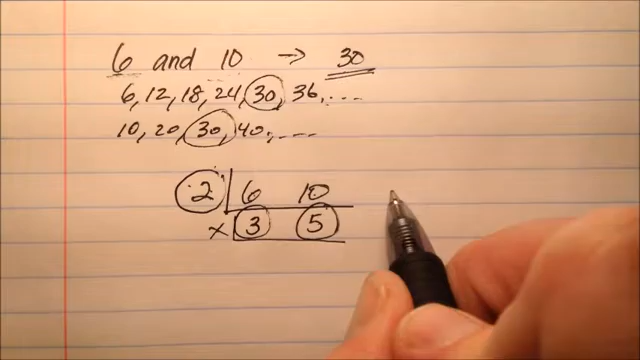 6 and 10 → 30
6, 12, 18, 24, 30, 36, ....
10, 20, 30, 40, ....
2 6 10
x 3 5